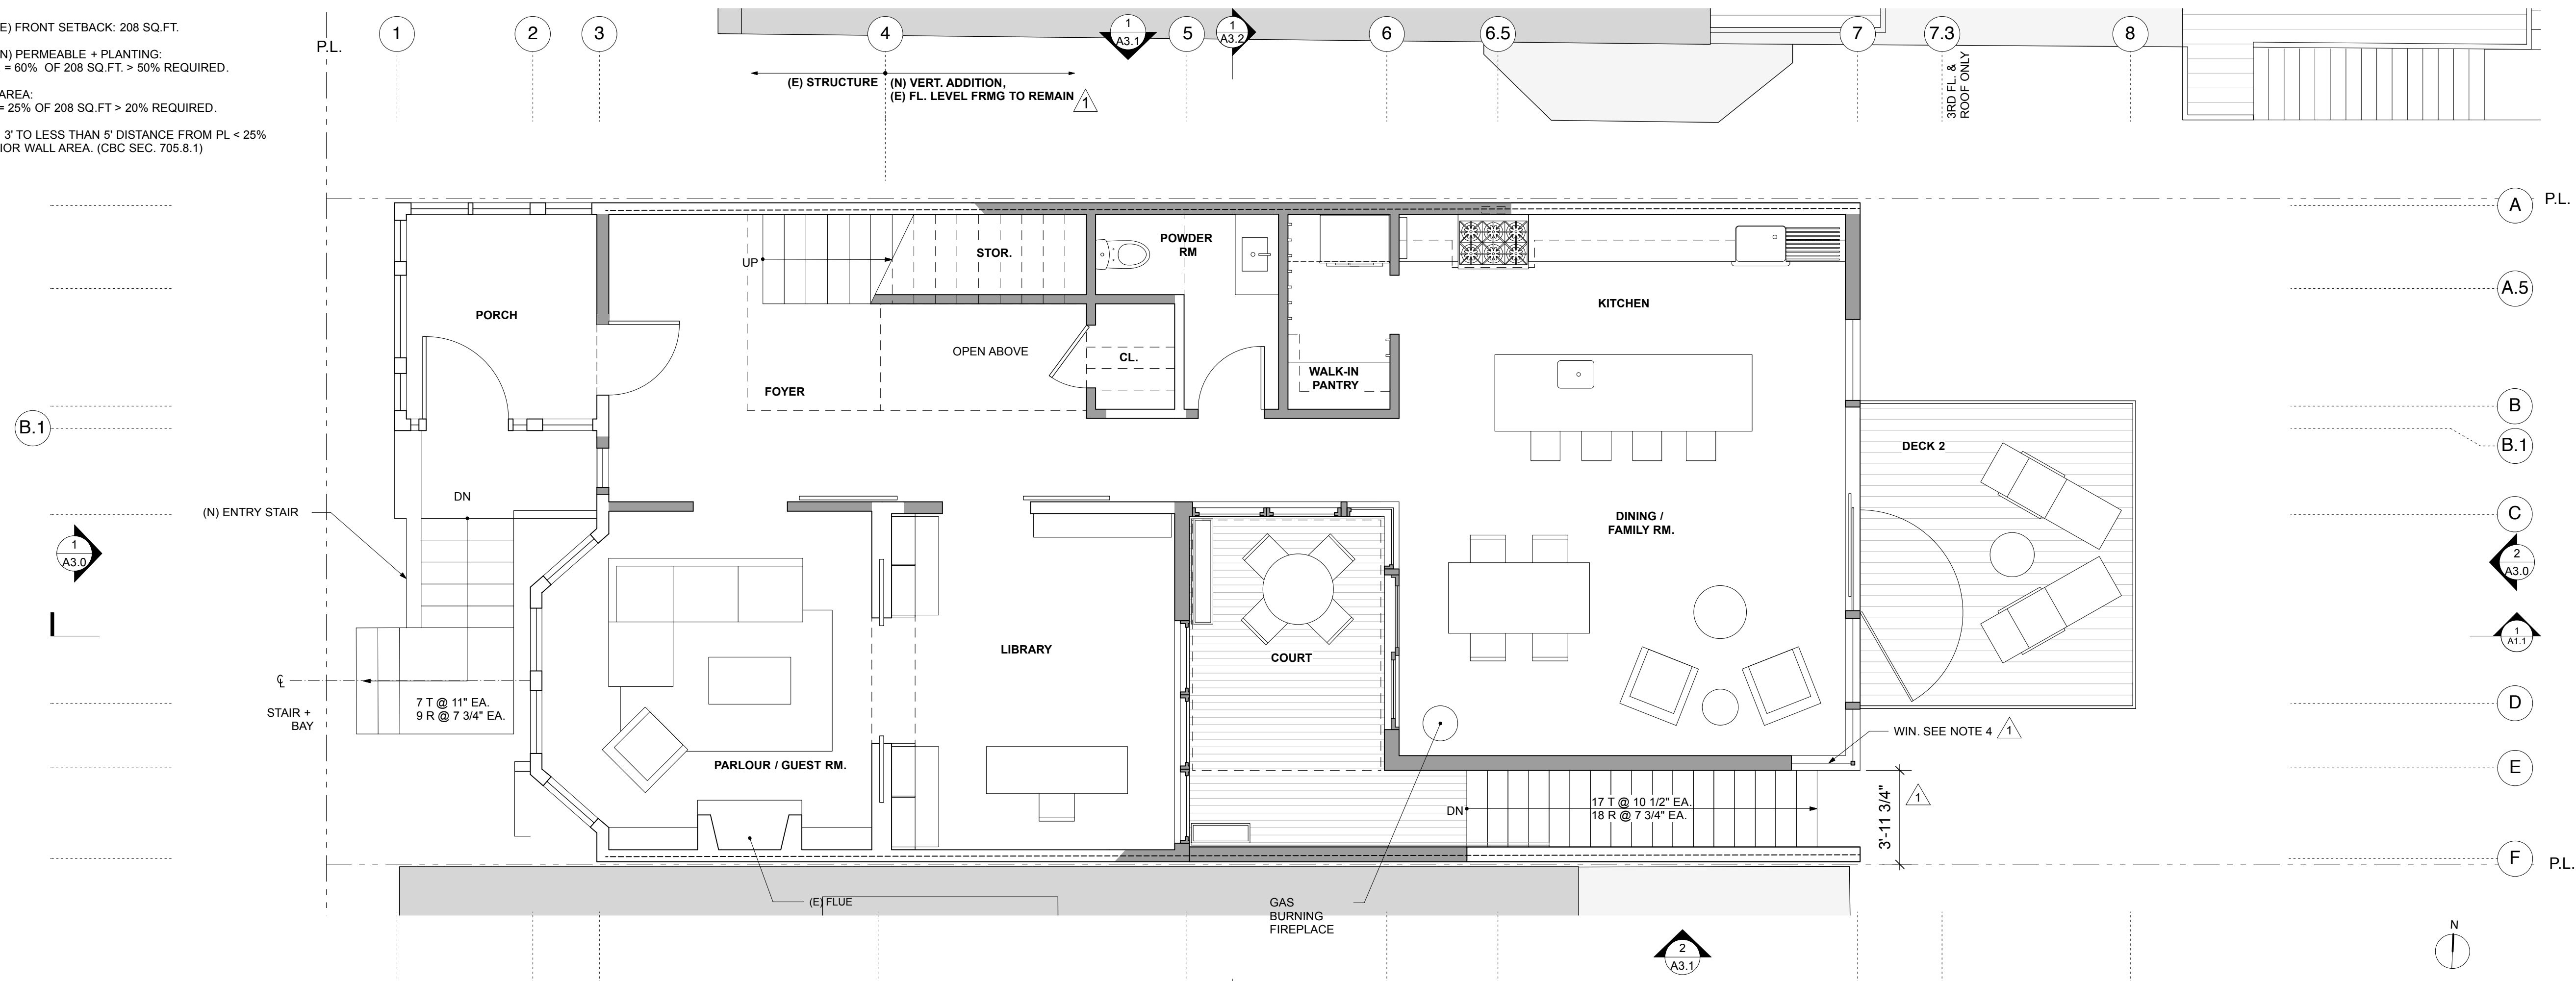 E) FRONT SETBACK: 208 SQ.FT.
N) PERMEABLE + PLANTING:
= 60% OF 208 SQ.FT. > 50% REQUIRED.
AREA:
= 25% OF 208 SQ.FT > 20% REQUIRED.
3' TO LESS THAN 5' DISTANCE FROM PL < 25%
IOR WALL AREA. (CBC SEC. 705.8.1)
P.L.
1
2
3
4
1
A3.1
5
1
A3.2
6
6.5
7
7.3
8
(E) STRUCTURE
(N) VERT. ADDITION,
(E) FL. LEVEL FRMG TO REMAIN
1
3RD FL. &
ROOF ONLY
A
P.L.
A.5
B
B.1
B.1
C
2
A3.0
1
A1.1
D
E
F
P.L.
1
A3.0
PORCH
UP
STOR.
POWDER
RM
KITCHEN
OPEN ABOVE
CL.
FOYER
WALK-IN
PANTRY
DECK 2
DN
(N) ENTRY STAIR
DINING /
FAMILY RM.
LIBRARY
COURT
℄
STAIR +
BAY
7 T @ 11" EA.
9 R @ 7 3/4" EA.
PARLOUR / GUEST RM.
WIN. SEE NOTE 4
1
DN
17 T @ 10 1/2" EA.
18 R @ 7 3/4" EA.
3'-11 3/4"
1
(E) FLUE
GAS
BURNING
FIREPLACE
2
A3.1
N